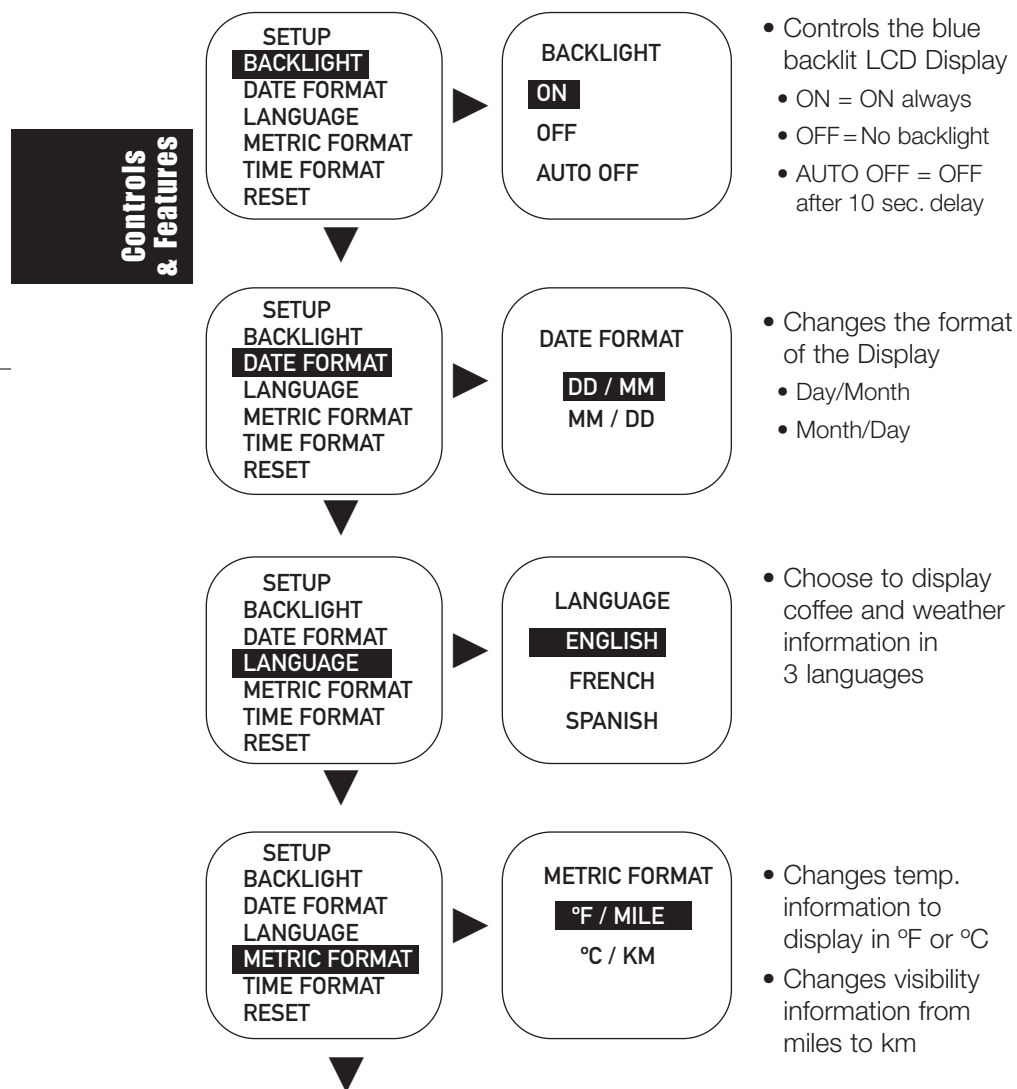 Controls
& Features
SETUP
BACKLIGHT
DATE FORMAT
LANGUAGE
METRIC FORMAT
TIME FORMAT
RESET
BACKLIGHT
ON
OFF
AUTO OFF
• Controls the blue
backlit LCD Display
• ON = ON always
• OFF = No backlight
• AUTO OFF = OFF
after 10 sec. delay
SETUP
BACKLIGHT
DATE FORMAT
LANGUAGE
METRIC FORMAT
TIME FORMAT
RESET
DATE FORMAT
DD / MM
MM / DD
• Changes the format
of the Display
• Day/Month
• Month/Day
SETUP
BACKLIGHT
DATE FORMAT
LANGUAGE
METRIC FORMAT
TIME FORMAT
RESET
LANGUAGE
ENGLISH
FRENCH
SPANISH
• Choose to display
coffee and weather
information in
3 languages
SETUP
BACKLIGHT
DATE FORMAT
LANGUAGE
METRIC FORMAT
TIME FORMAT
RESET
METRIC FORMAT
ºF / MILE
ºC / KM
• Changes temp.
information to
display in ºF or ºC
• Changes visibility
information from
miles to km